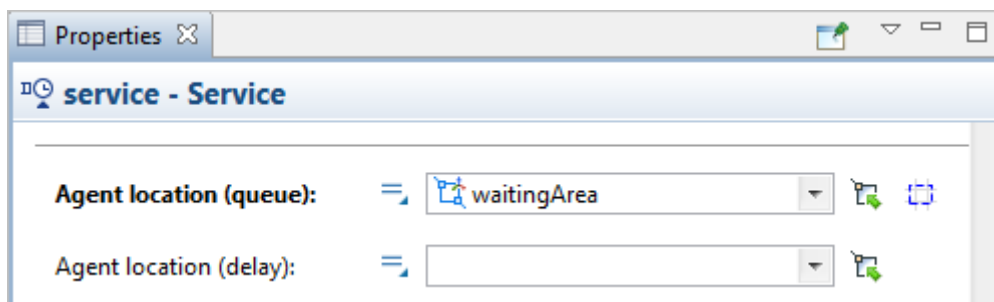 Properties
service - Service
Agent location (queue): waitingArea
Agent location (delay):